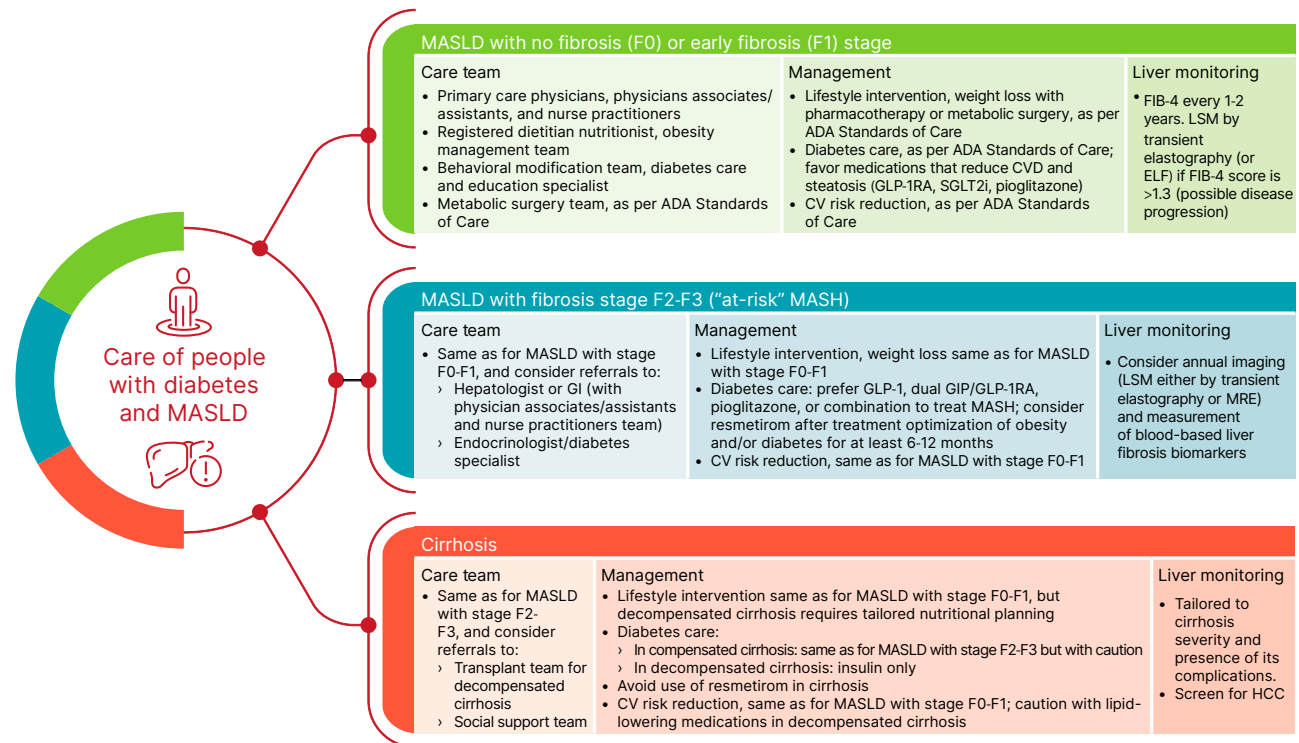 Care of people
with diabetes
and MASLD
MASLD with no fibrosis (F0) or early fibrosis (F1) stage
Care team
• Primary care physicians, physicians associates/
assistants, and nurse practitioners
• Registered dietitian nutritionist, obesity
management team
• Behavioral modification team, diabetes care
and education specialist
• Metabolic surgery team, as per ADA Standards
of Care
Management
• Lifestyle intervention, weight loss with
pharmacotherapy or metabolic surgery, as per
ADA Standards of Care
• Diabetes care, as per ADA Standards of Care;
favor medications that reduce CVD and
steatosis (GLP-1RA, SGLT2i, pioglitazone)
• CV risk reduction, as per ADA Standards
of Care
Liver monitoring
• FIB-4 every 1-2
years. LSM by
transient
elastography (or
ELF) if FIB-4 score is
>1.3 (possible disease
progression)
MASLD with fibrosis stage F2-F3 (“at-risk” MASH)
Care team
• Same as for MASLD with stage
F0-F1, and consider referrals to:
› Hepatologist or GI (with
physician associates/assistants
and nurse practitioners team)
› Endocrinologist/diabetes
specialist
Management
• Lifestyle intervention, weight loss same as for MASLD
with stage F0-F1
• Diabetes care: prefer GLP-1, dual GIP/GLP-1RA,
pioglitazone, or combination to treat MASH; consider
resmetirom after treatment optimization of obesity
and/or diabetes for at least 6-12 months
• CV risk reduction, same as for MASLD with stage F0-F1
Liver monitoring
• Consider annual imaging
(LSM either by transient
elastography or MRE)
and measurement
of blood-based liver
fibrosis biomarkers
Cirrhosis
Care team
• Same as for MASLD
with stage F2-
F3, and consider
referrals to:
› Transplant team for
decompensated
cirrhosis
› Social support team
Management
• Lifestyle intervention same as for MASLD with stage F0-F1, but
decompensated cirrhosis requires tailored nutritional planning
• Diabetes care:
› In compensated cirrhosis: same as for MASLD with stage F2-F3 but with caution
› In decompensated cirrhosis: insulin only
• Avoid use of resmetirom in cirrhosis
• CV risk reduction, same as for MASLD with stage F0-F1; caution with lipid-
lowering medications in decompensated cirrhosis
Liver monitoring
• Tailored to
cirrhosis
severity and
presence of its
complications.
• Screen for HCC